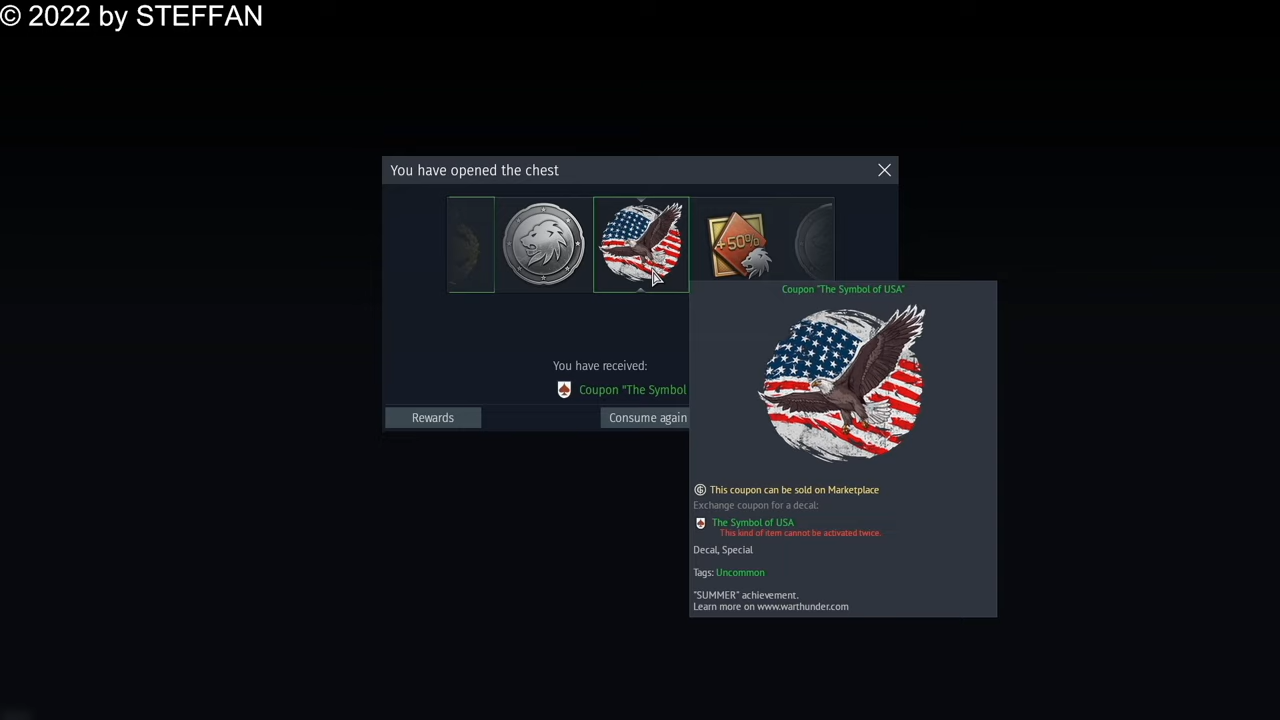 © 2022 by STEFFAN
You have opened the chest
+50%
Coupon "The Symbol of USA"
You have received:
Coupon "The Symbol
Rewards
Consume again
This coupon can be sold on Marketplace
Exchange coupon for a decal:
The Symbol of USA
This kind of item cannot be activated twice.
Decal, Special
Tags: Uncommon
"SUMMER" achievement.
Learn more on www.warthunder.com